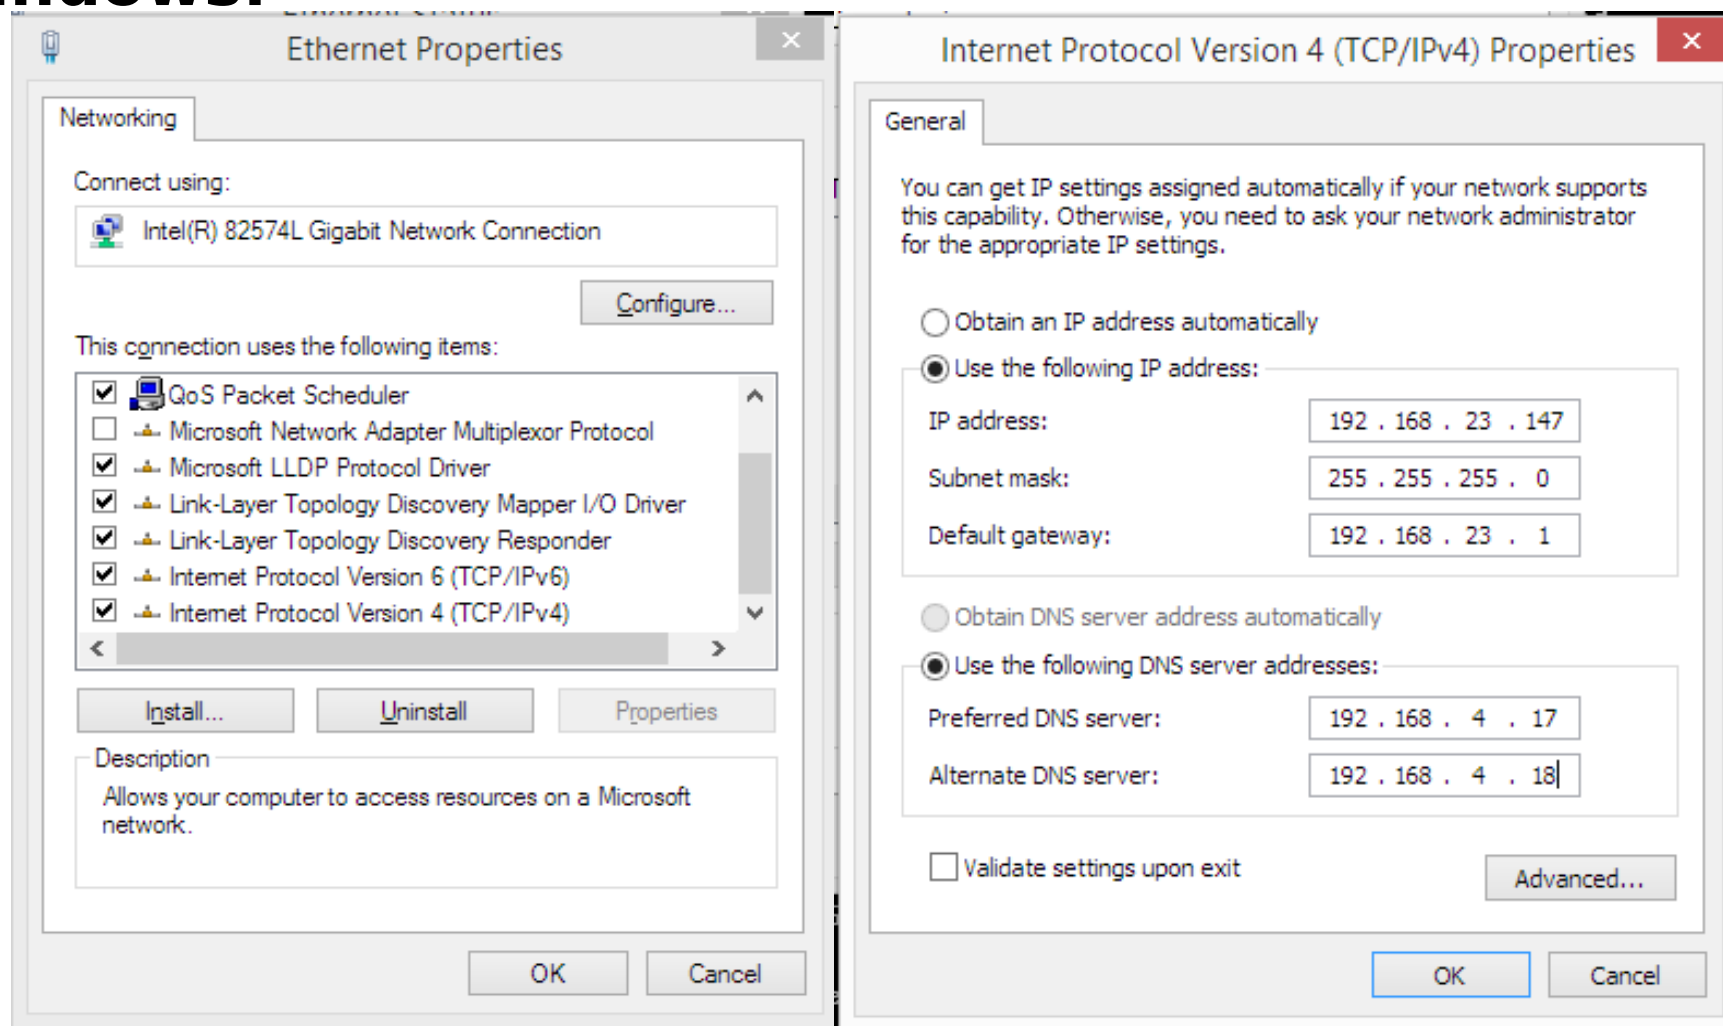 Ethernet Properties
Networking
Connect using:
Intel(R) 82574L Gigabit Network Connection
Configure...
This connection uses the following items:
QoS Packet Scheduler
Microsoft Network Adapter Multiplexor Protocol
Microsoft LLDP Protocol Driver
Link-Layer Topology Discovery Mapper I/O Driver
Link-Layer Topology Discovery Responder
Internet Protocol Version 6 (TCP/IPv6)
Internet Protocol Version 4 (TCP/IPv4)
Install...
Uninstall
Properties
Description
Allows your computer to access resources on a Microsoft
network.
OK
Cancel
Internet Protocol Version 4 (TCP/IPv4) Properties
General
You can get IP settings assigned automatically if your network supports
this capability. Otherwise, you need to ask your network administrator
for the appropriate IP settings.
Obtain an IP address automatically
Use the following IP address:
IP address: 192 . 168 . 23 . 147
Subnet mask: 255 . 255 . 255 . 0
Default gateway: 192 . 168 . 23 . 1
Obtain DNS server address automatically
Use the following DNS server addresses:
Preferred DNS server: 192 . 168 . 4 . 17
Alternate DNS server: 192 . 168 . 4 . 18
Validate settings upon exit
Advanced...
OK
Cancel